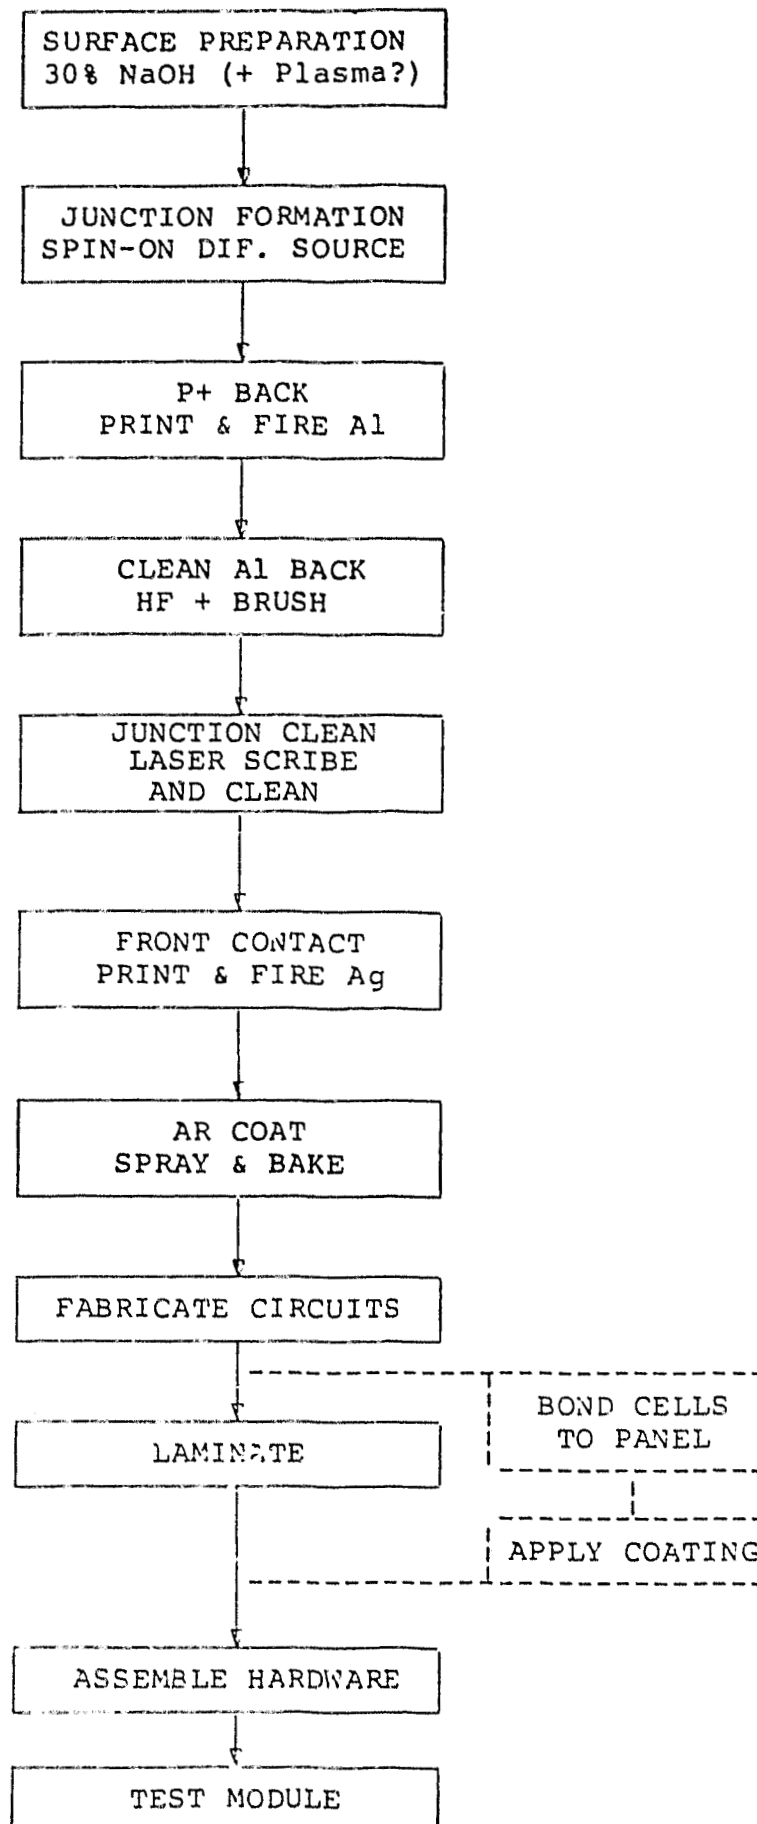 SURFACE PREPARATION
30% NaOH (+ Plasma?)
JUNCTION FORMATION
SPIN-ON DIF. SOURCE
P+ BACK
PRINT & FIRE Al
CLEAN Al BACK
HF + BRUSH
JUNCTION CLEAN
LASER SCRIBE
AND CLEAN
FRONT CONTACT
PRINT & FIRE Ag
AR COAT
SPRAY & BAKE
FABRICATE CIRCUITS
BOND CELLS
TO PANEL
LAMINATE
APPLY COATING
ASSEMBLE HARDWARE
TEST MODULE